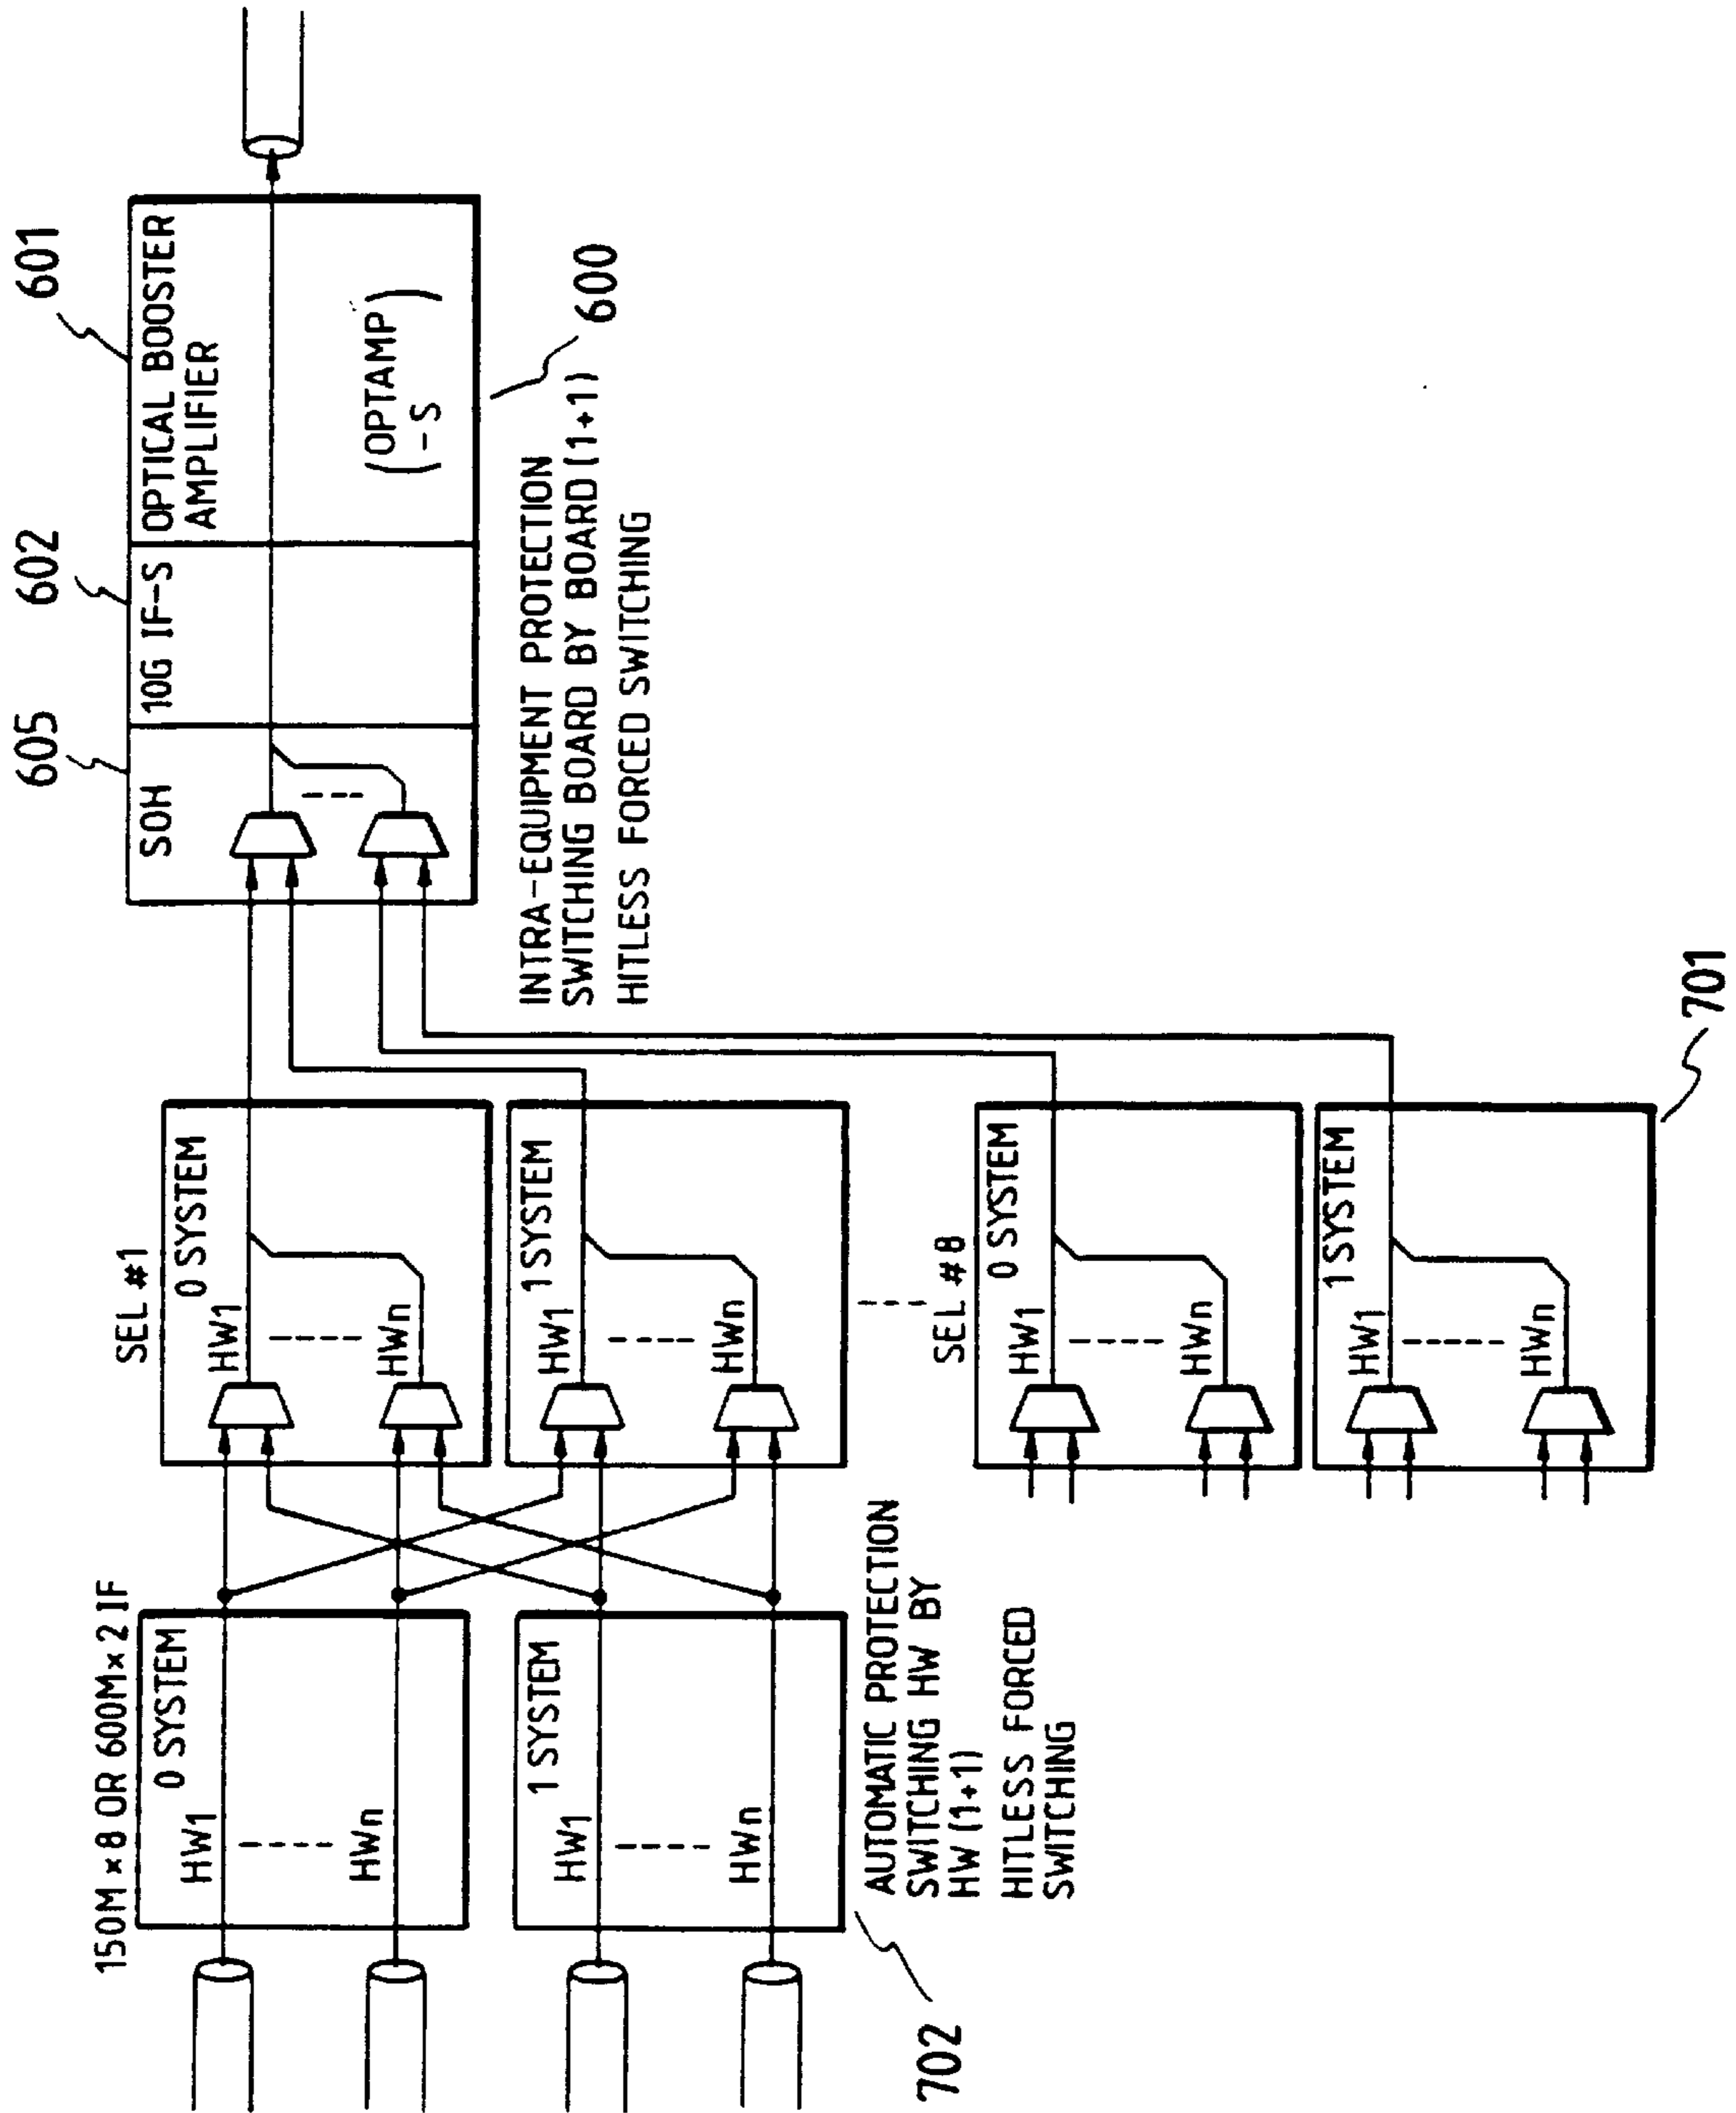 150M×8 OR 600M×2 IF
0 SYSTEM
HW1
HWn
1 SYSTEM
HW1
HWn
702
AUTOMATIC PROTECTION
SWITCHING HW BY
HW (1+1)
HITLESS FORCED
SWITCHING
SEL #1
0 SYSTEM
HW1
HWn
1 SYSTEM
HW1
HWn
SEL #8
0 SYSTEM
HW1
HWn
1 SYSTEM
HW1
HWn
701
605
602
601
SOH
10G IF-S
OPTICAL BOOSTER
AMPLIFIER
(OPTAMP
-S)
600
INTRA-EQUIPMENT PROTECTION
SWITCHING BOARD BY BOARD (1+1)
HITLESS FORCED SWITCHING